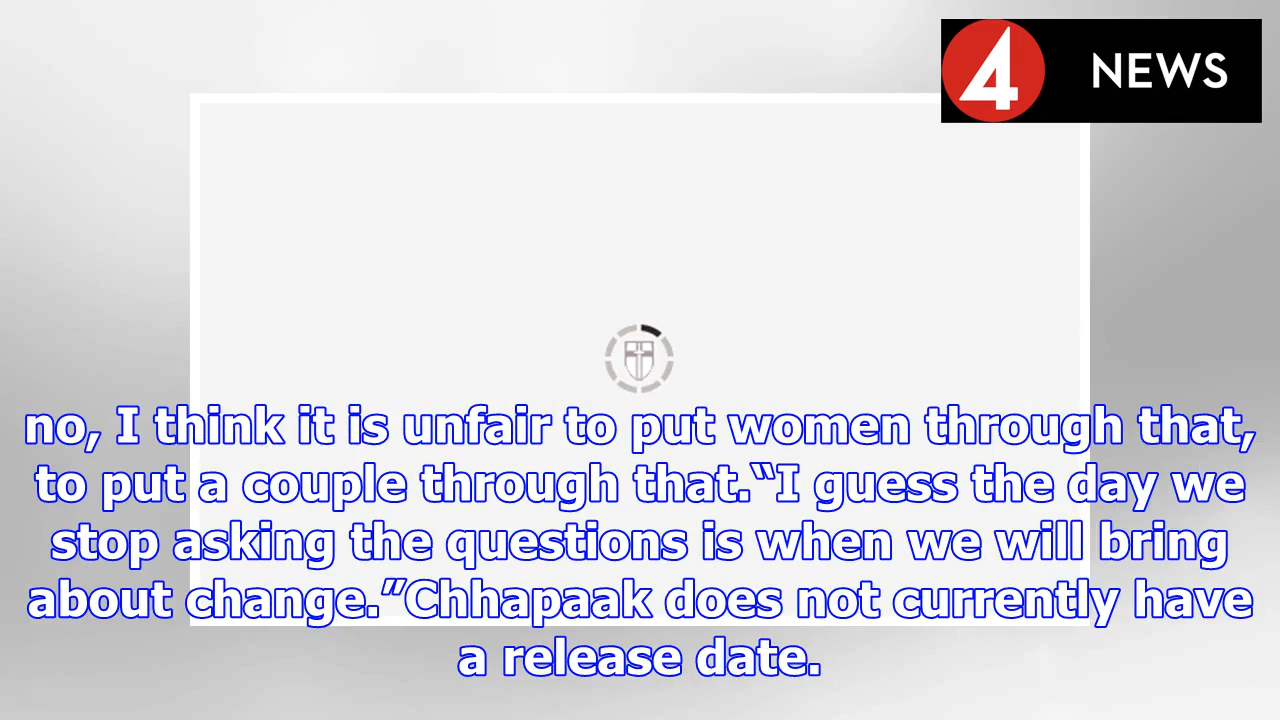 4 NEWS
no, I think it is unfair to put women through that,
to put a couple through that.“I guess the day we
stop asking the questions is when we will bring
about change.”Chhapaak does not currently have
a release date.